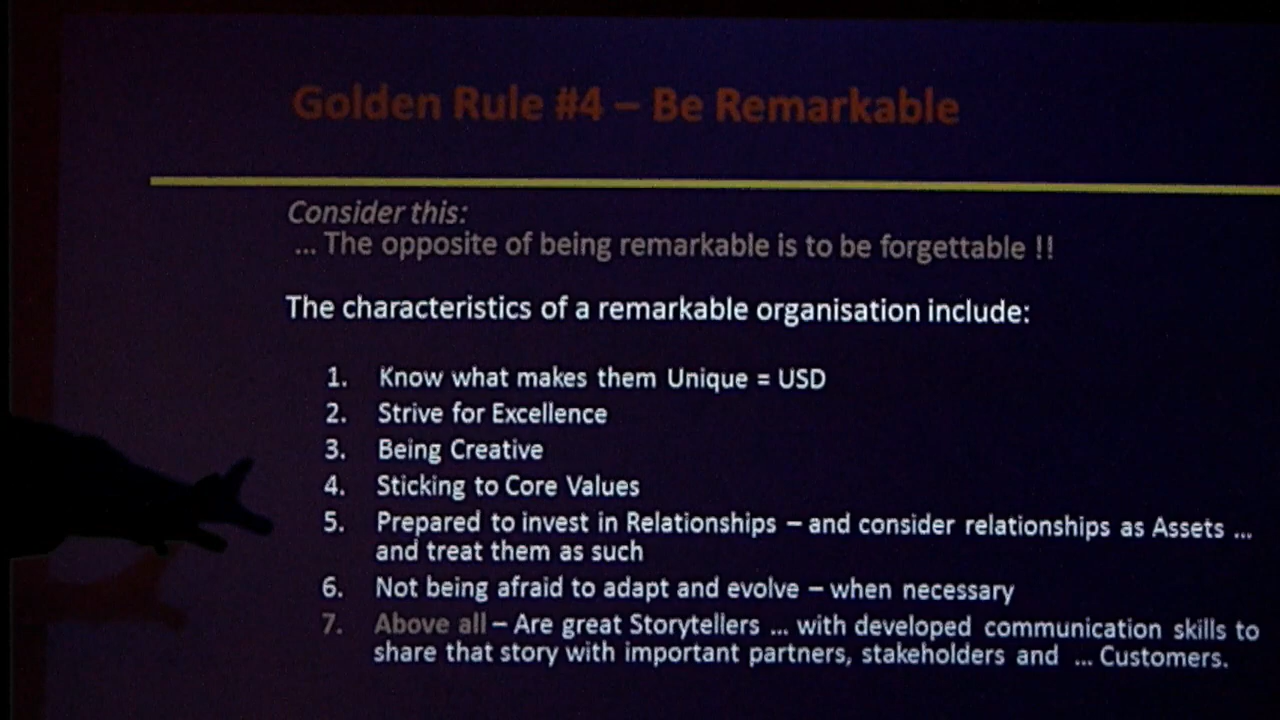 Golden Rule #4 – Be Remarkable
Consider this:
... The opposite of being remarkable is to be forgettable !!
The characteristics of a remarkable organisation include:
1. Know what makes them Unique = USD
2. Strive for Excellence
3. Being Creative
4. Sticking to Core Values
5. Prepared to invest in Relationships – and consider relationships as Assets ...
and treat them as such
6. Not being afraid to adapt and evolve – when necessary
7. Above all – Are great Storytellers ... with developed communication skills to
share that story with important partners, stakeholders and ... Customers.